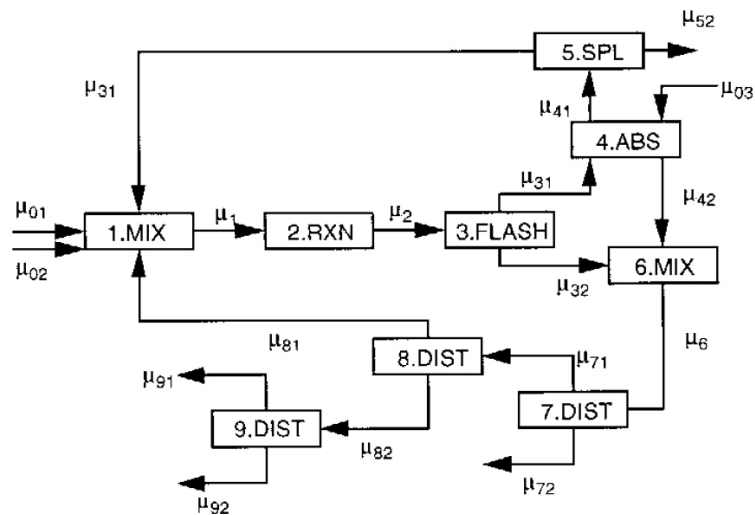 μ52
5.SPL
μ31
μ41
μ03
4.ABS
μ31
μ42
μ01
μ1
μ2
1.MIX
2.RXN
3.FLASH
μ02
μ32
6.MIX
μ81
μ6
μ71
8.DIST
μ91
7.DIST
9.DIST
μ82
μ72
μ92